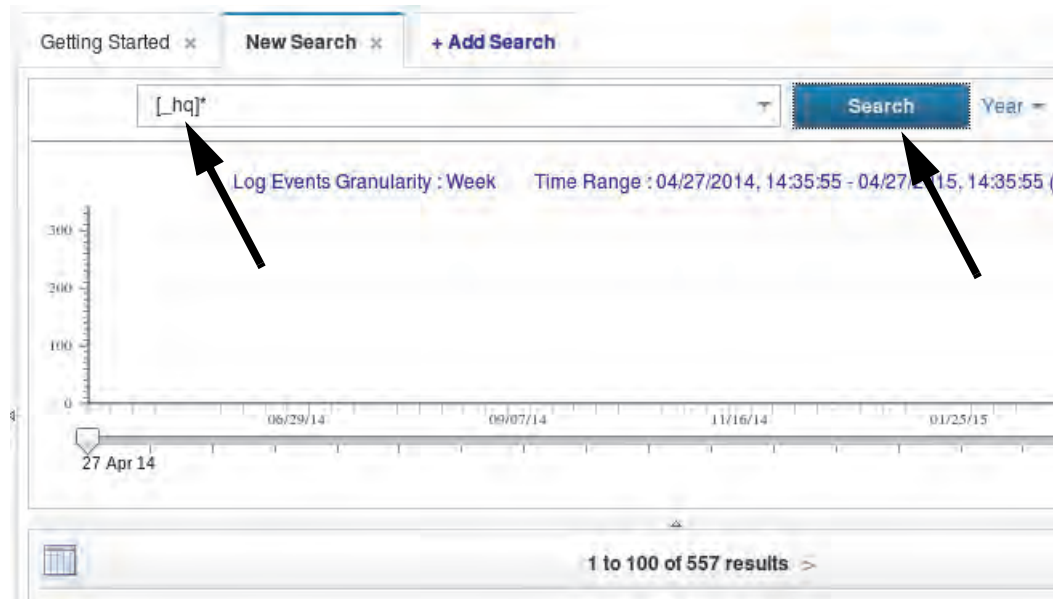 Getting Started × New Search × + Add Search
[_hq]* Search Year
Log Events Granularity : Week Time Range : 04/27/2014, 14:35:55 - 04/27/2015, 14:35:55 (
300
200
100
0
06/29/14 09/07/14 11/16/14 01/25/15
27 Apr 14
1 to 100 of 557 results >